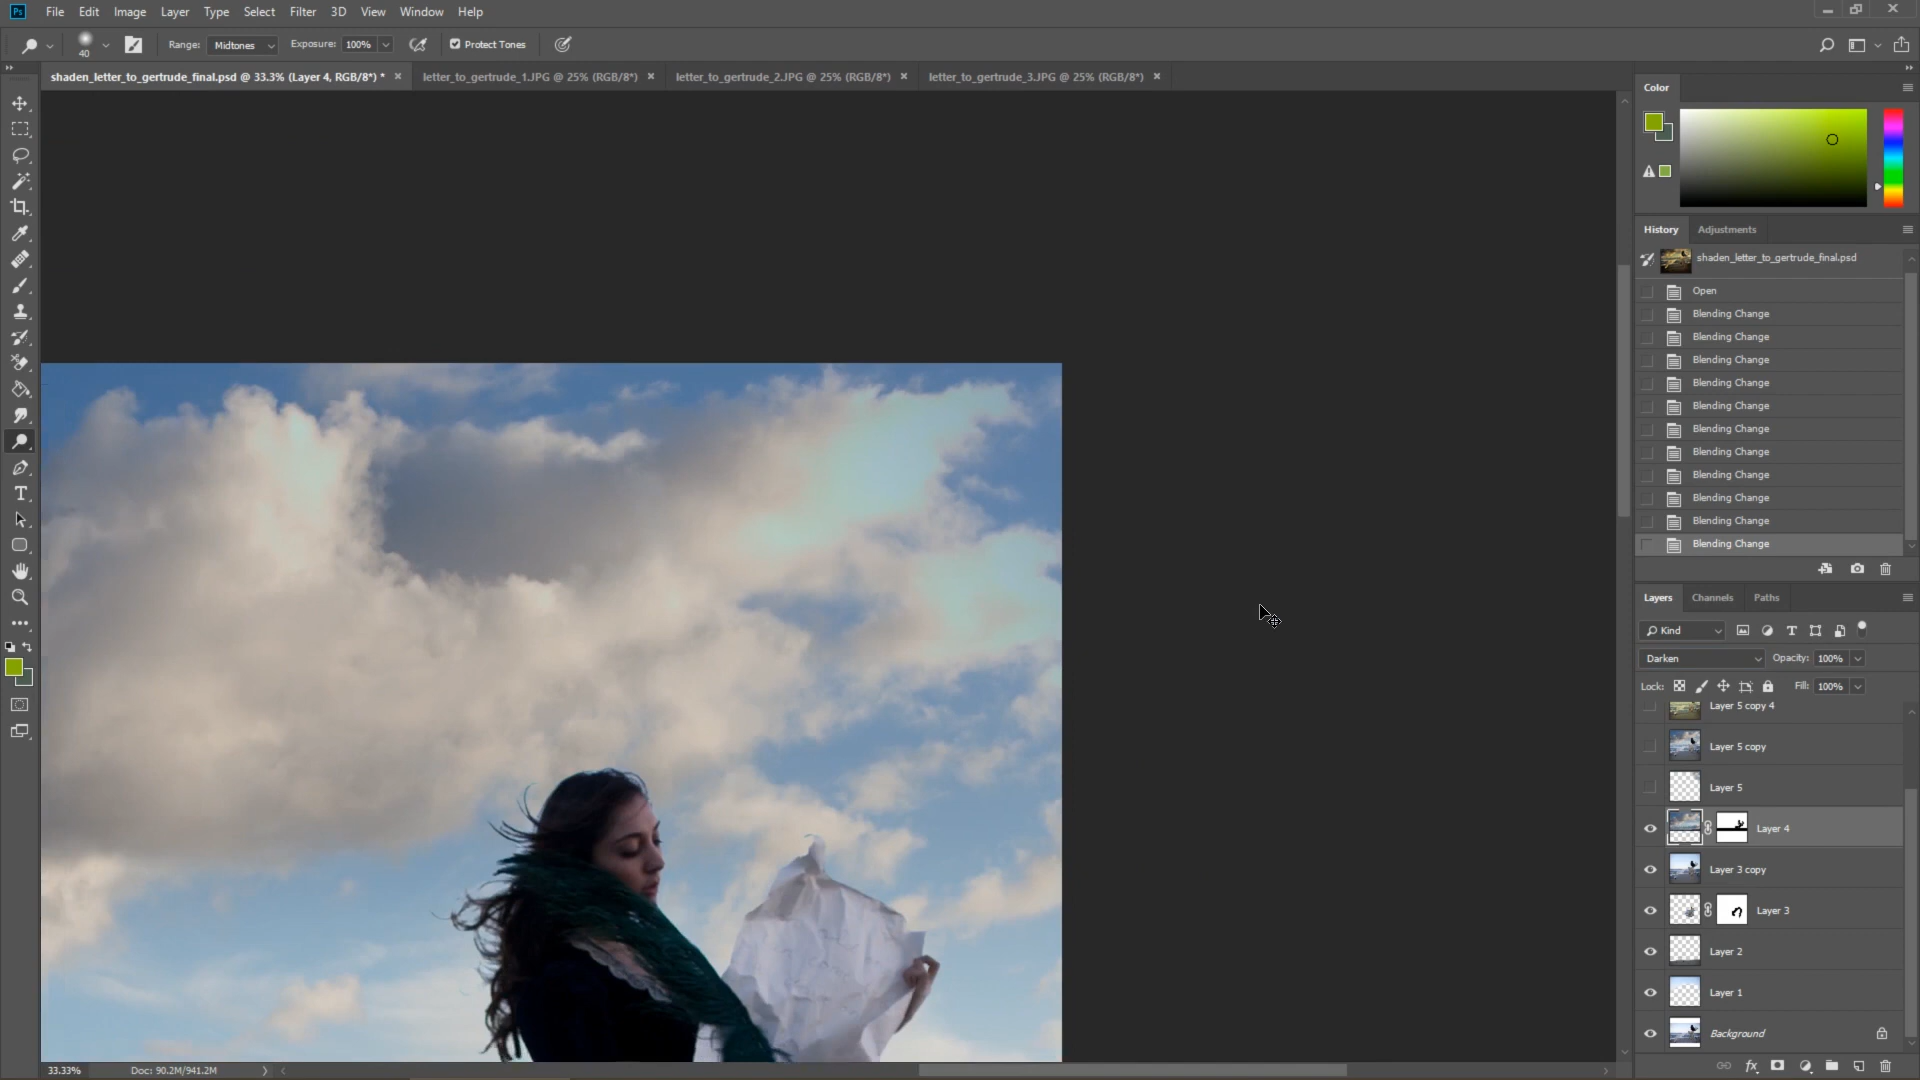 Ps File Edit Image Layer Type Select Filter 3D View Window Help
40 Range: Midtones Exposure: 100% Protect Tones
shaden_letter_to_gertrude_final.psd @ 33.3% (Layer 4, RGB/8*) * letter_to_gertrude_1.JPG @ 25% (RGB/8*) letter_to_gertrude_2.JPG @ 25% (RGB/8*) letter_to_gertrude_3.JPG @ 25% (RGB/8*)
Color
History Adjustments
shaden_letter_to_gertrude_final.psd
Open
Blending Change
Blending Change
Blending Change
Blending Change
Blending Change
Blending Change
Blending Change
Blending Change
Blending Change
Blending Change
Blending Change
Layers Channels Paths
Kind
Darken Opacity: 100%
Lock: Fill: 100%
Layer 5 copy 4
Layer 5 copy
Layer 5
Layer 4
Layer 3 copy
Layer 3
Layer 2
Layer 1
Background
33.33% Doc: 90.2M/941.2M